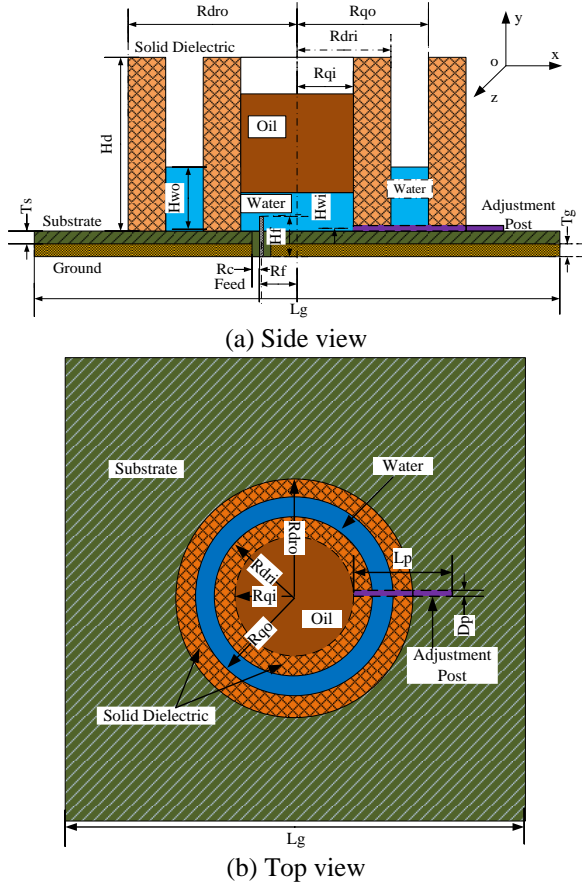 Rdro
Rqo
y
Solid Dielectric
Rdri
o
x
Rqi
z
Oil
Hd
Hwo
Water
Hwi
Water
Adjustment
Post
Ts
Tg
Substrate
Hf
Ground
Rc
Rf
Feed
Lg
(a) Side view
Substrate
Water
Rdro
Lp
Rdri
Rqi
Oil
Dp
Rqo
Adjustment
Post
Solid Dielectric
Lg
(b) Top view